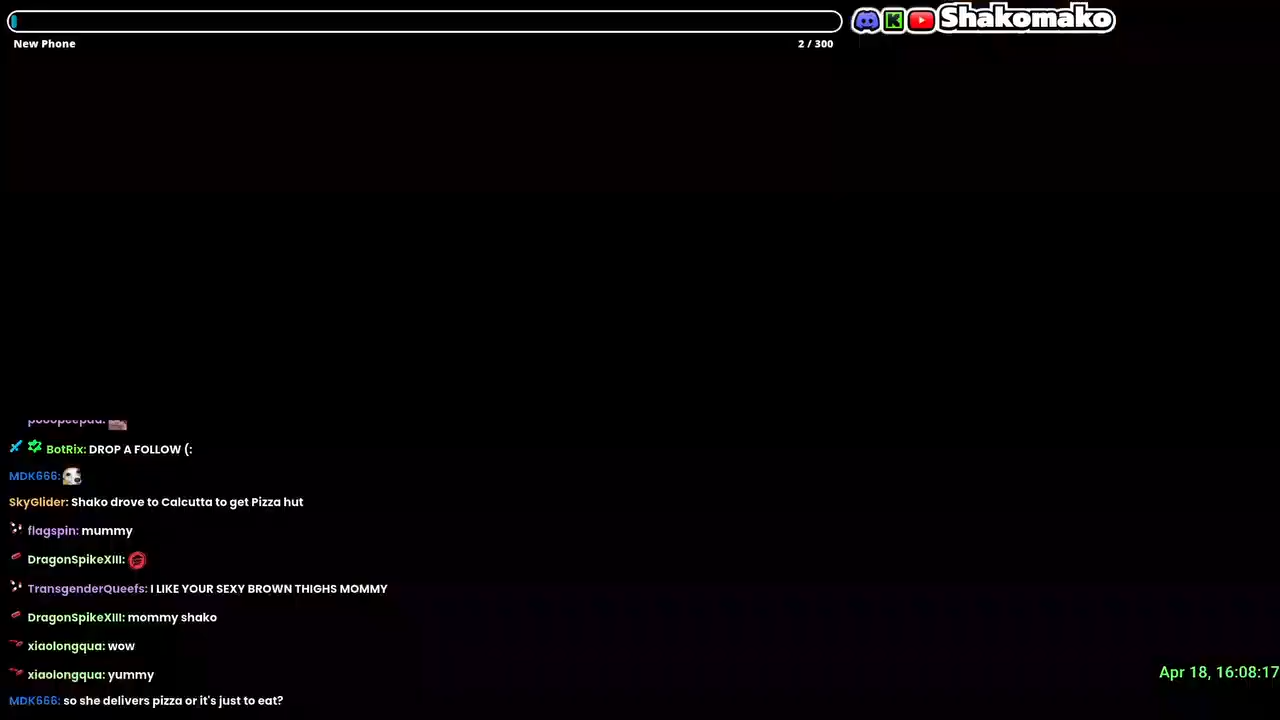 Shakomako
New Phone 2 / 300
BotRix: DROP A FOLLOW (:
MDK666:
SkyGlider: Shako drove to Calcutta to get Pizza hut
flagspin: mummy
DragonSpikeXIII:
TransgenderQueefs: I LIKE YOUR SEXY BROWN THIGHS MOMMY
DragonSpikeXIII: mommy shako
xiaolongqua: wow
xiaolongqua: yummy
Apr 18, 16:08:17
MDK666: so she delivers pizza or it's just to eat?